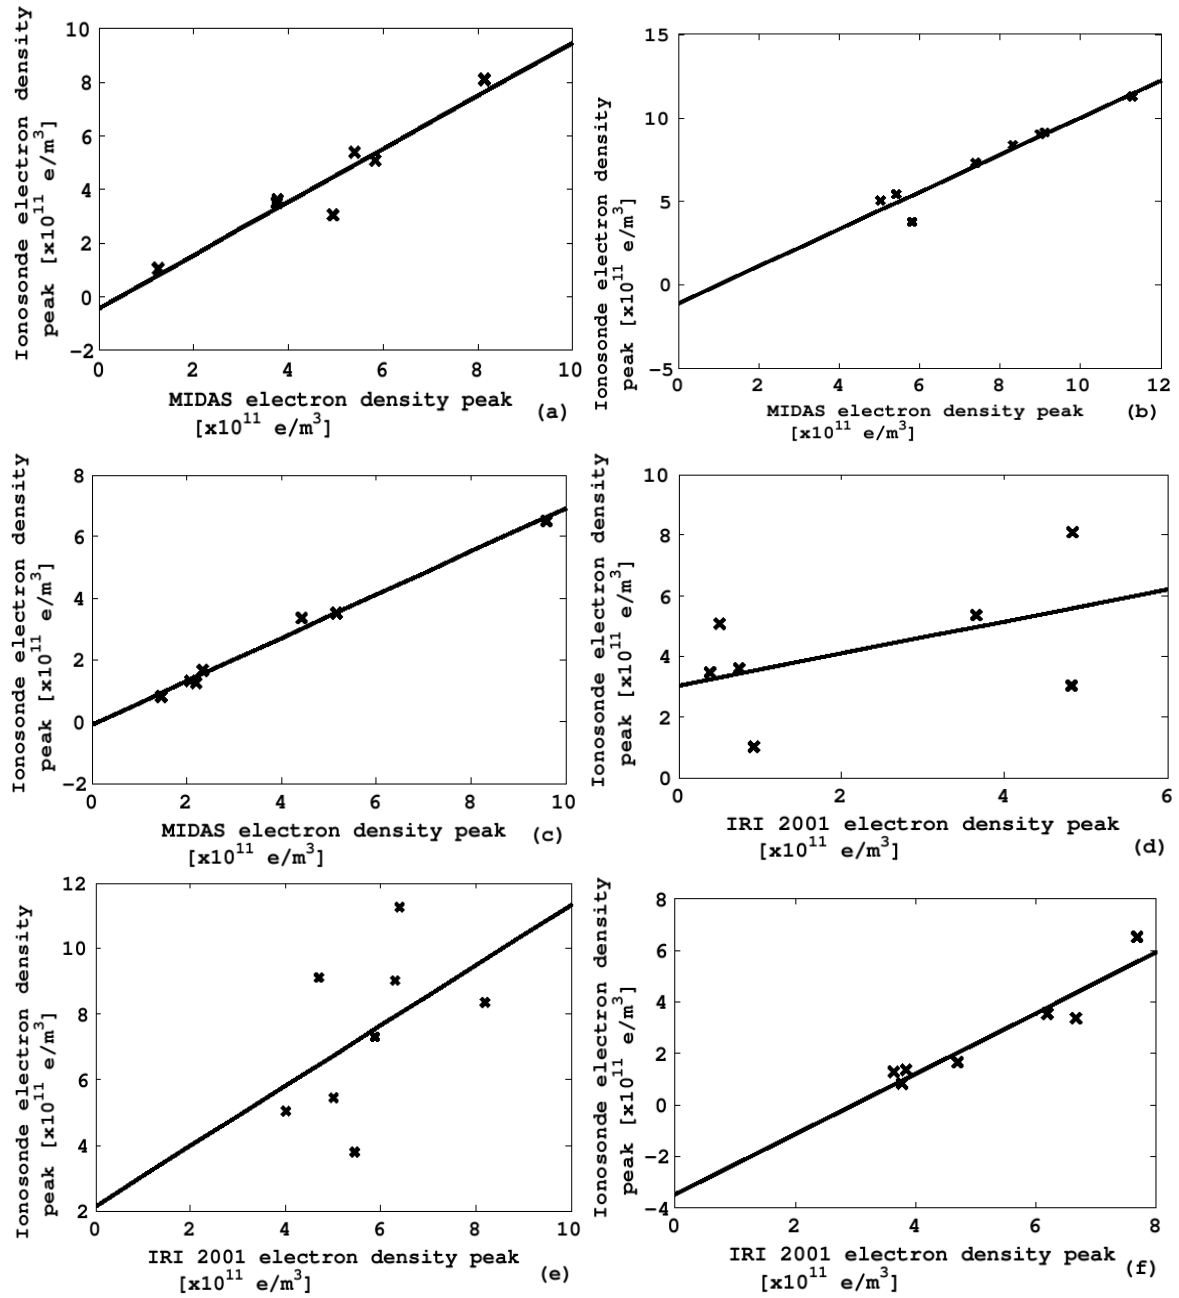 Ionosonde electron density
peak [x10^11 e/m^3]
10
8
6
4
2
0
−2
0 2 4 6 8 10
MIDAS electron density peak (a)
[x10^11 e/m^3]
Ionosonde electron density
peak [x10^11 e/m^3]
15
10
5
0
−5
0 2 4 6 8 10 12
MIDAS electron density peak (b)
[x10^11 e/m^3]
Ionosonde electron density
peak [x10^11 e/m^3]
8
6
4
2
0
−2
0 2 4 6 8 10
MIDAS electron density peak (c)
[x10^11 e/m^3]
Ionosonde electron density
peak [x10^11 e/m^3]
10
8
6
4
2
0
0 2 4 6
IRI 2001 electron density peak
[x10^11 e/m^3] (d)
Ionosonde electron density
peak [x10^11 e/m^3]
12
10
8
6
4
2
0 2 4 6 8 10
IRI 2001 electron density peak
[x10^11 e/m^3] (e)
Ionosonde electron density
peak [x10^11 e/m^3]
8
6
4
2
0
−2
−4
0 2 4 6 8
IRI 2001 electron density peak (f)
[x10^11 e/m^3]